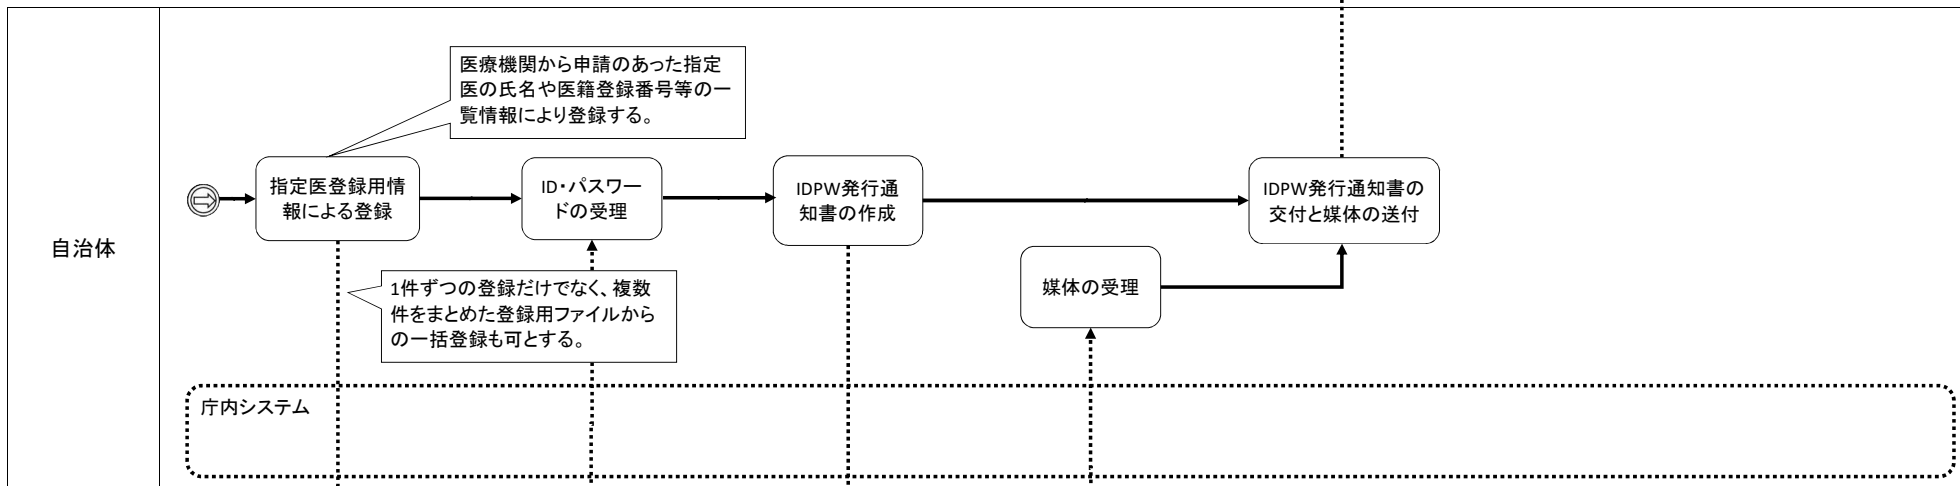 医療機関から申請のあった指定
医の氏名や医籍登録番号等の一
覧情報により登録する。
指定医登録用情
報による登録
ID・パスワー
ドの受理
IDPW発行通
知書の作成
IDPW発行通知書の
交付と媒体の送付
自治体
1件ずつの登録だけでなく、複数
件をまとめた登録用ファイルから
の一括登録も可とする。
媒体の受理
庁内システム